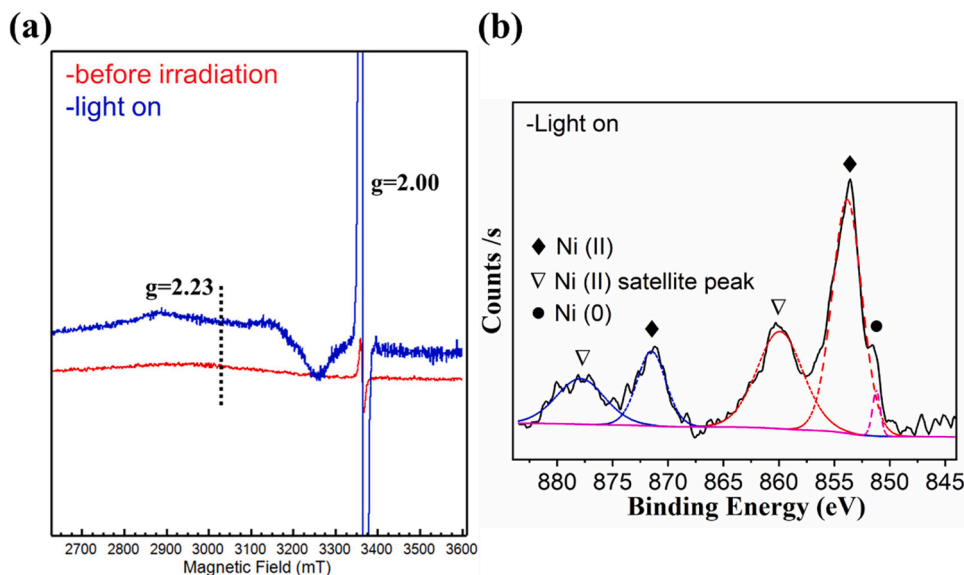 (a)
-before irradiation
-light on
g=2.00
g=2.23
2700 2800 2900 3000 3100 3200 3300 3400 3500 3600
Magnetic Field (mT)
(b)
-Light on
◆ Ni (II)
▽ Ni (II) satellite peak
● Ni (0)
Counts /s
880 875 870 865 860 855 850 845
Binding Energy (eV)